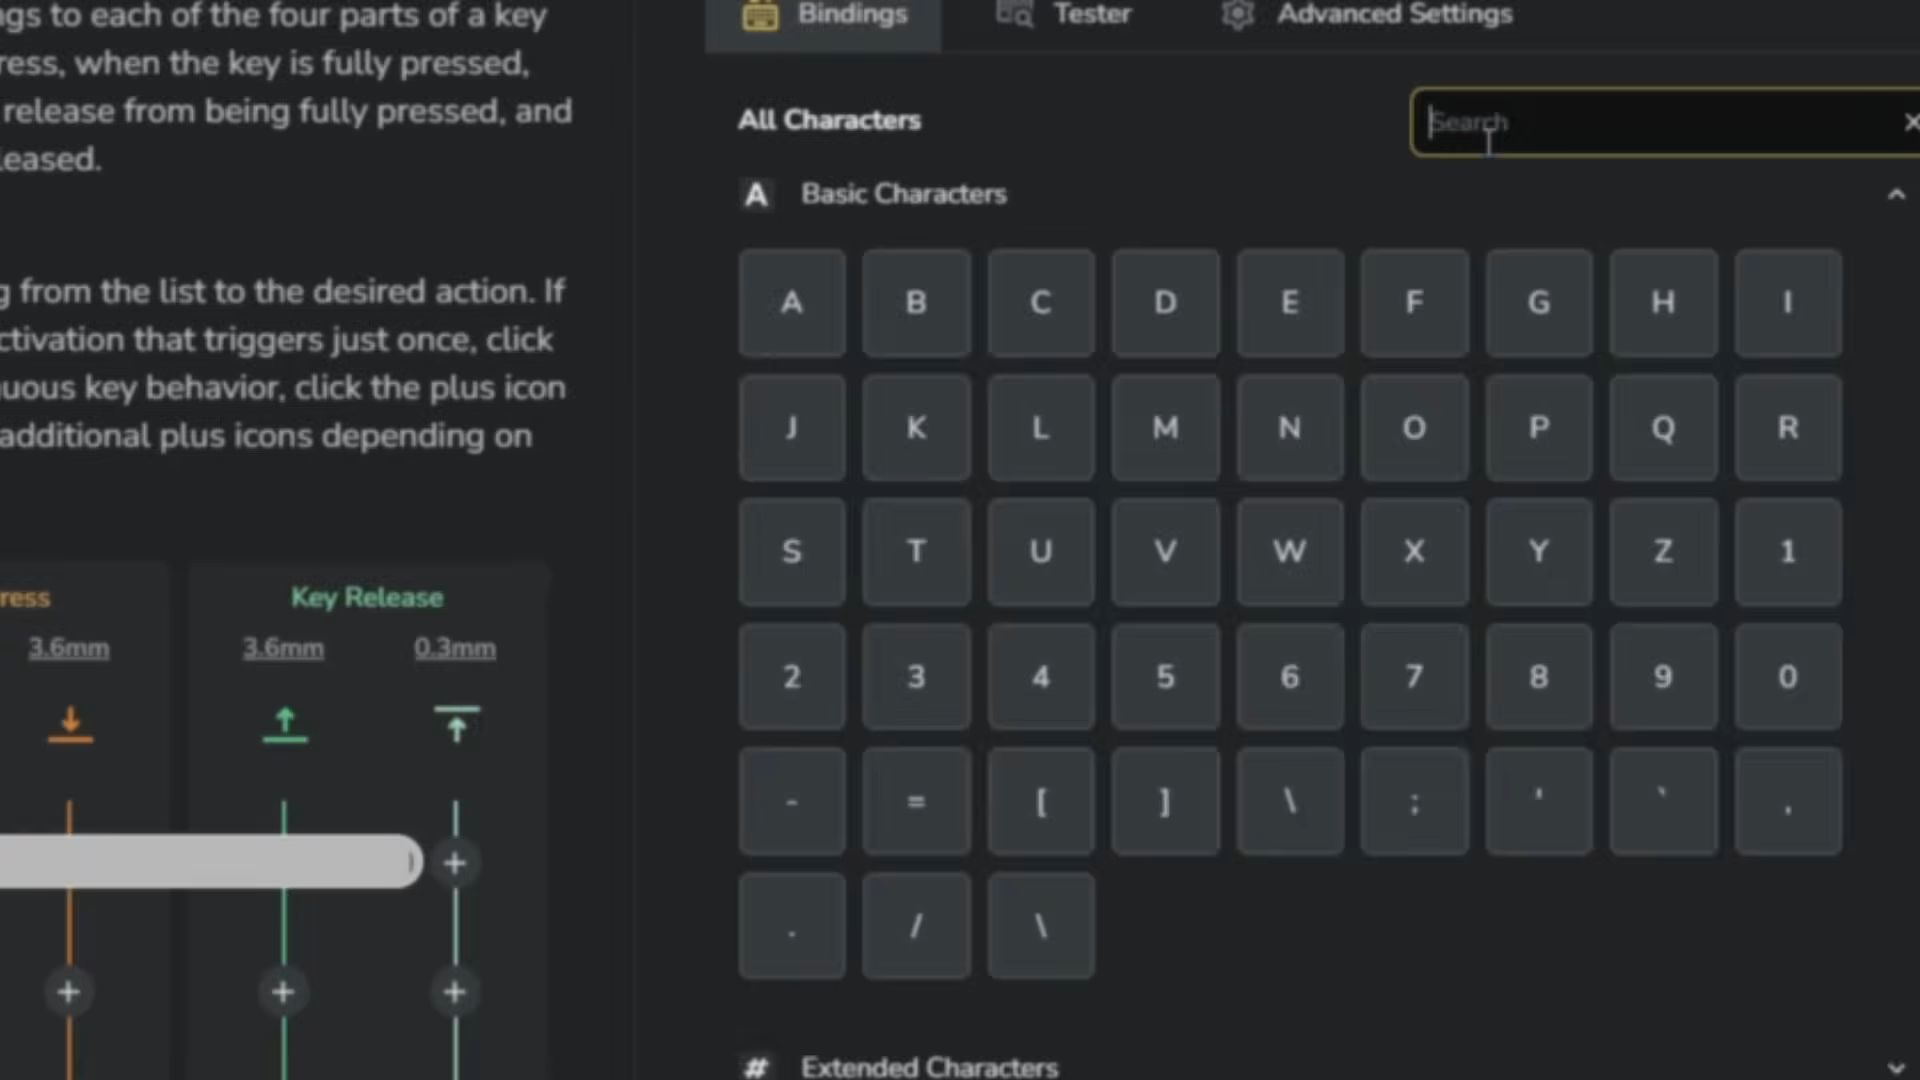 ngs to each of the four parts of a key
ress, when the key is fully pressed,
release from being fully pressed, and
leased.
g from the list to the desired action. If
ctivation that triggers just once, click
uous key behavior, click the plus icon
additional plus icons depending on
ress
Key Release
3.6mm
3.6mm
0.3mm
Bindings
Tester
Advanced Settings
All Characters
Search
A Basic Characters
A B C D E F G H I
J K L M N O P Q R
S T U V W X Y Z 1
2 3 4 5 6 7 8 9 0
- = [ ] \ ; ' ` ,
. / \
# Extended Characters